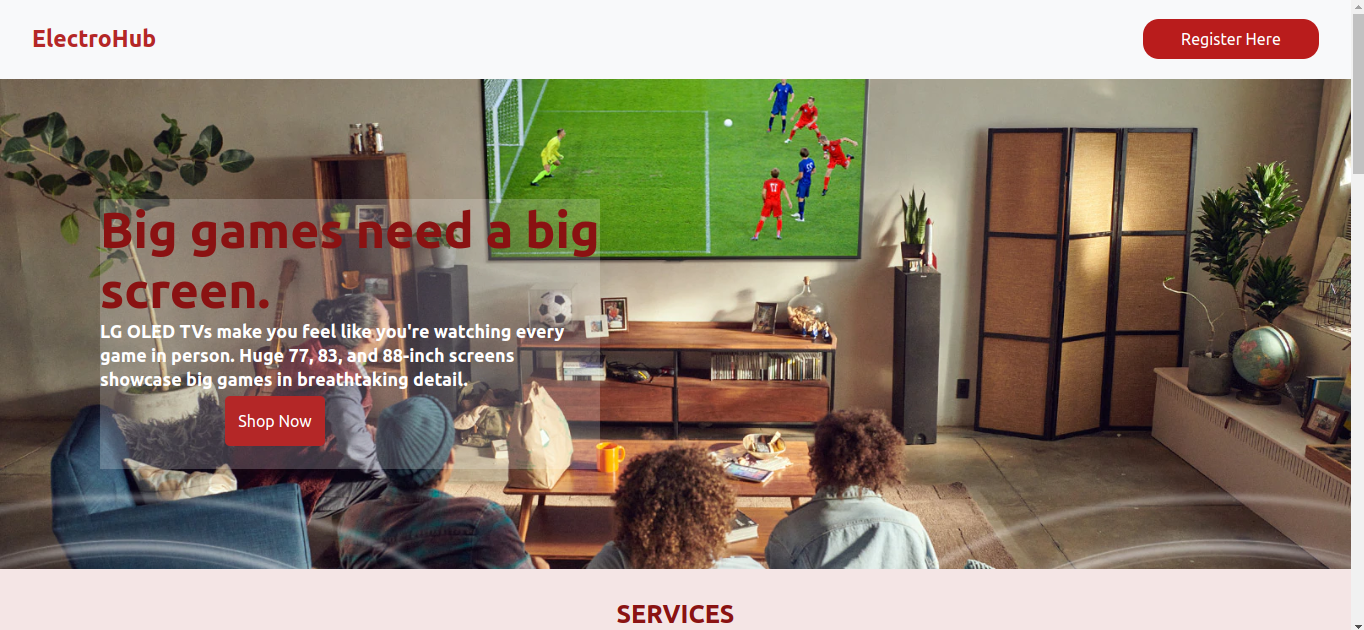 ElectroHub
Register Here
Big games need a big
screen.
LG OLED TVs make you feel like you're watching every
game in person. Huge 77, 83, and 88-inch screens
showcase big games in breathtaking detail.
Shop Now
SERVICES